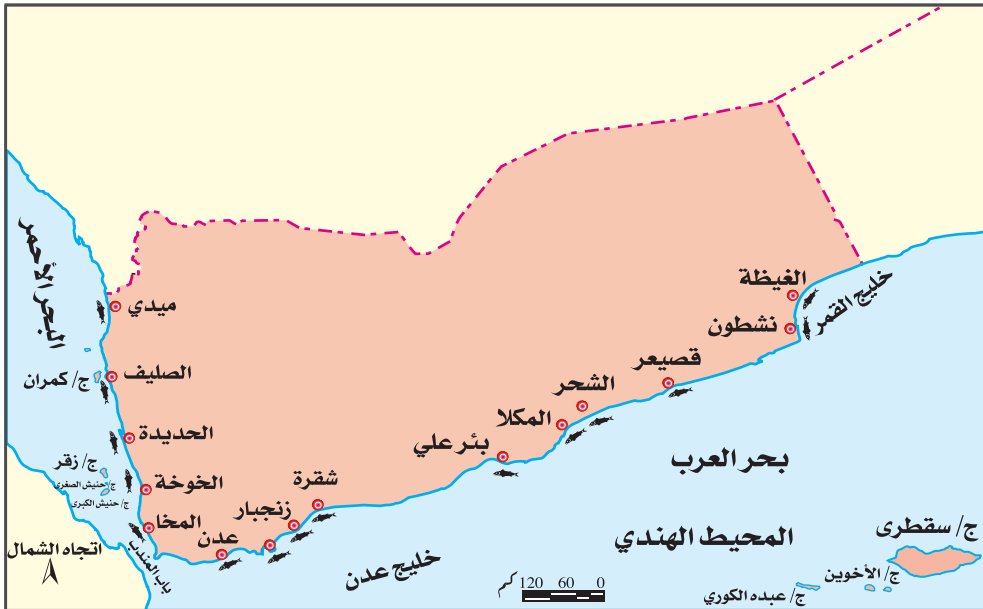 البحر الأحمر
ميدي
الصليف
ج/ كمران
الحديدة
ج/ زقر
ج/ حنيش الصغرى
ج/ حنيش الكبرى
الخوخة
المخا
باب المندب
اتجاه الشمال
عدن
زنجبار
شقرة
خليج عدن
بئر علي
المكلا
الشحر
قصيعر
نشطون
الغيظة
خليج القمر
بحر العرب
المحيط الهندي
ج/ سقطرى
ج/ الأخوين
ج/ عبده الكوري
كم 120 60 0